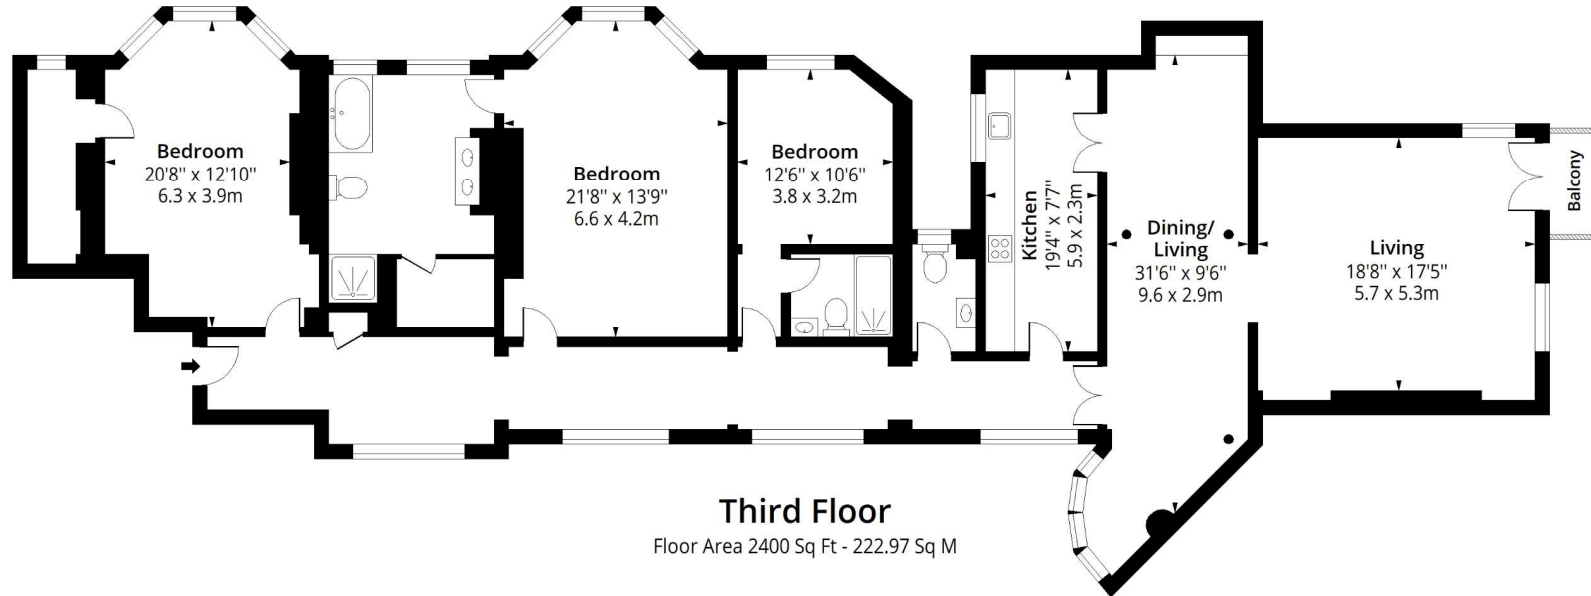 Bedroom
20'8" x 12'10"
6.3 x 3.9m
Bedroom
21'8" x 13'9"
6.6 x 4.2m
Bedroom
12'6" x 10'6"
3.8 x 3.2m
Kitchen
19'4" x 7'7"
5.9 x 2.3m
Dining/
Living
31'6" x 9'6"
9.6 x 2.9m
Living
18'8" x 17'5"
5.7 x 5.3m
Balcony
Third Floor
Floor Area 2400 Sq Ft - 222.97 Sq M